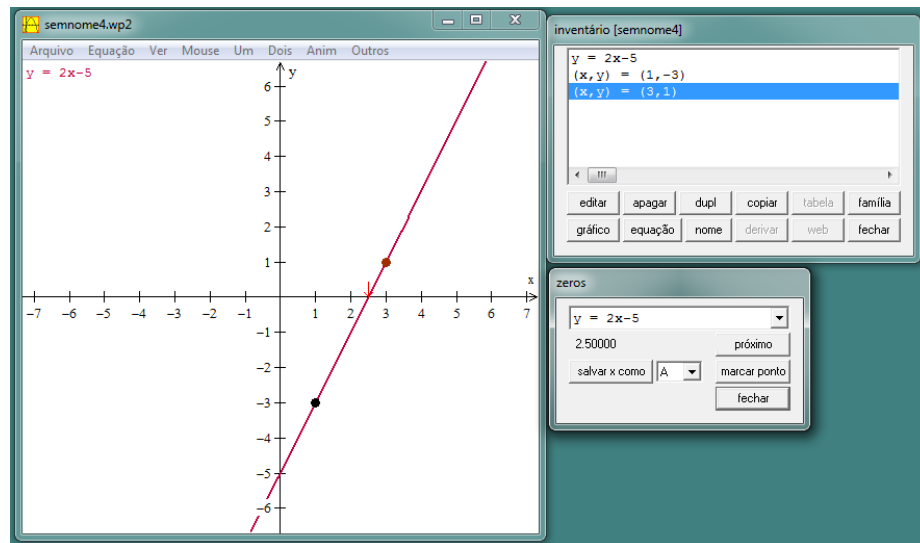 semnome4.wp2
Arquivo Equação Ver Mouse Um Dois Anim Outros
y = 2x-5
y
6
5
4
3
2
1
x
-7 -6 -5 -4 -3 -2 -1 1 2 3 4 5 6 7
-1
-2
-3
-4
-5
-6
inventário [semnome4]
y = 2x-5
(x,y) = (1,-3)
(x,y) = (3,1)
editar apagar dupl copiar tabela família
gráfico equação nome derivar web fechar
zeros
y = 2x-5
2.50000 próximo
salvar x como A marcar ponto
fechar